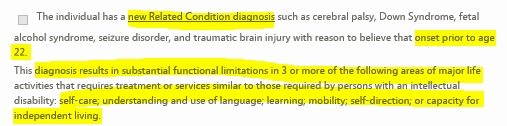 The individual has a new Related Condition diagnosis such as cerebral palsy, Down Syndrome, fetal
alcohol syndrome, seizure disorder, and traumatic brain injury with reason to believe that onset prior to age
22.
This diagnosis results in substantial functional limitations in 3 or more of the following areas of major life
activities that requires treatment or services similar to those required by persons with an intellectual
disability: self-care; understanding and use of language; learning; mobility; self-direction; or capacity for
independent living.